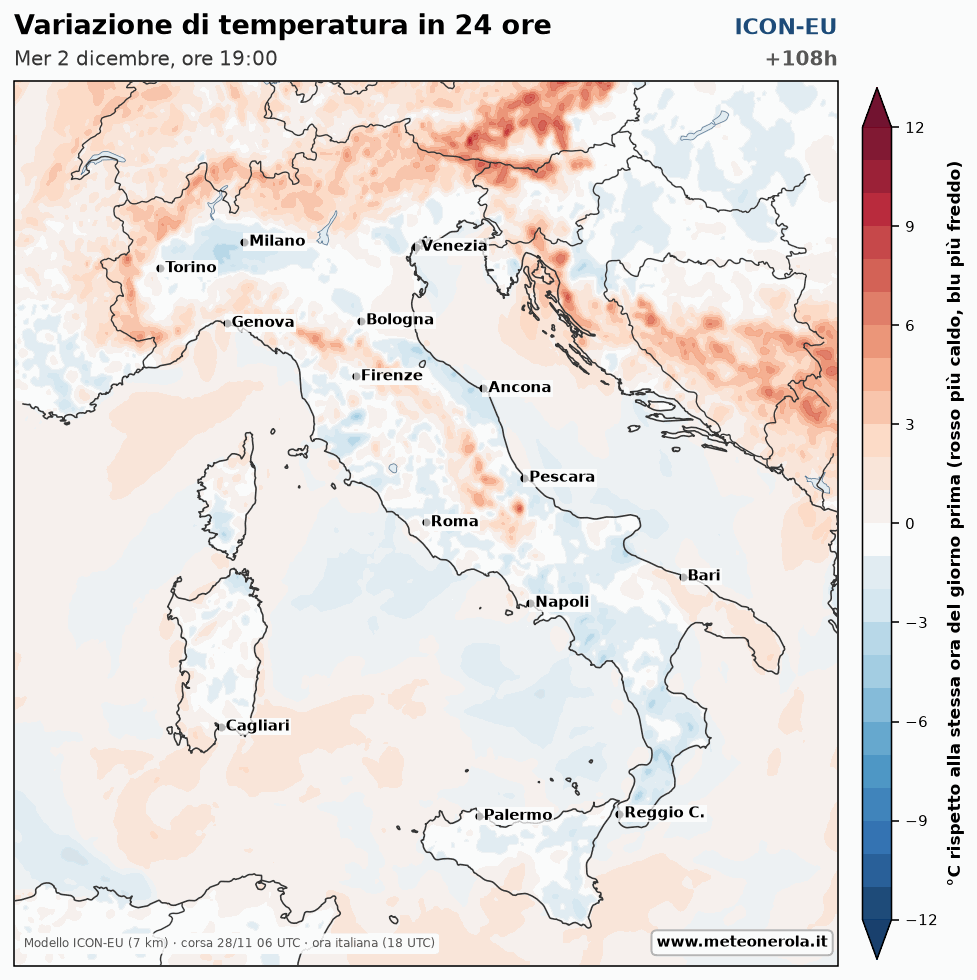 Variazione di temperatura in 24 ore
ICON-EU
Mer 2 dicembre, ore 19:00
+108h
Milano
Venezia
Torino
Genova
Bologna
Firenze
Ancona
Pescara
Roma
Bari
Napoli
Cagliari
Palermo
Reggio C.
12
9
6
3
0
−3
−6
−9
−12
°C rispetto alla stessa ora del giorno prima (rosso più caldo, blu più freddo)
Modello ICON-EU (7 km) · corsa 28/11 06 UTC · ora italiana (18 UTC)
www.meteonerola.it